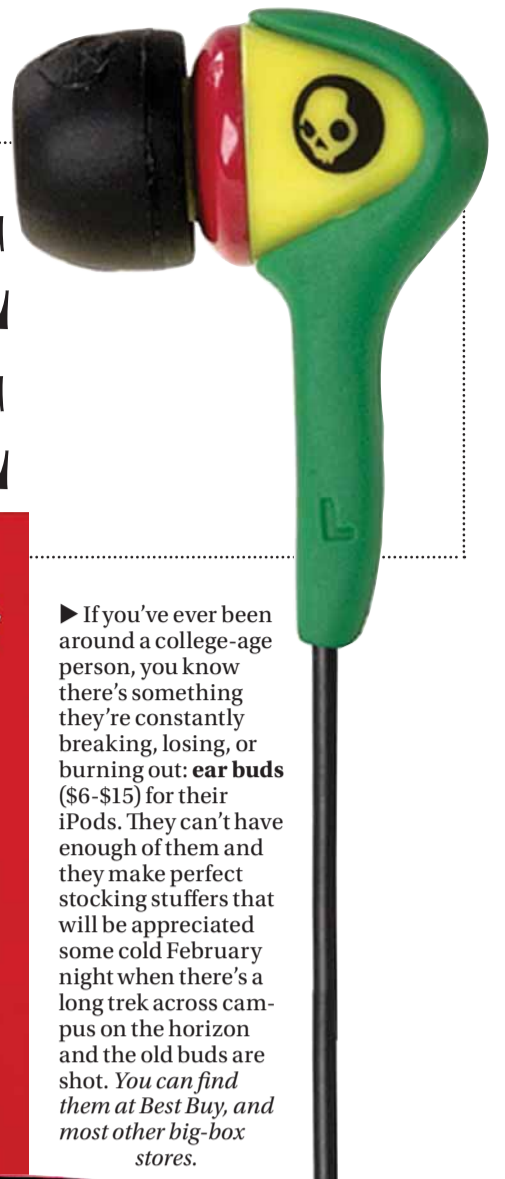 L
▶ If you've ever been
around a college-age
person, you know
there's something
they're constantly
breaking, losing, or
burning out: ear buds
($6-$15) for their
iPods. They can't have
enough of them and
they make perfect
stocking stuffers that
will be appreciated
some cold February
night when there's a
long trek across cam-
pus on the horizon
and the old buds are
shot. You can find
them at Best Buy, and
most other big-box
stores.